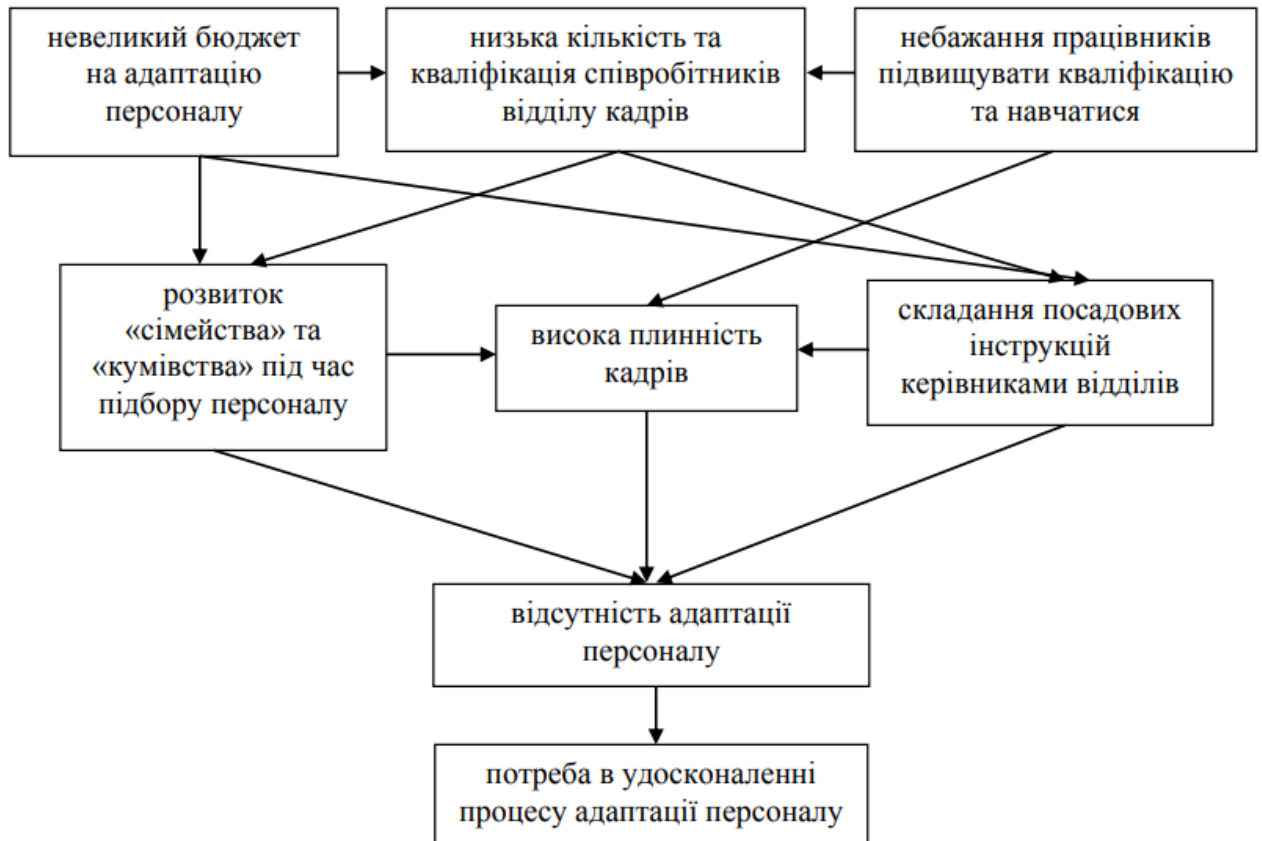 невеликий бюджет
на адаптацію
персоналу
низька кількість та
кваліфікація співробітників
відділу кадрів
небажання працівників
підвищувати кваліфікацію
та навчатися
розвиток
«сімейства» та
«кумівства» під час
підбору персоналу
висока плинність
кадрів
складання посадових
інструкцій
керівниками відділів
відсутність адаптації
персоналу
потреба в удосконаленні
процесу адаптації персоналу